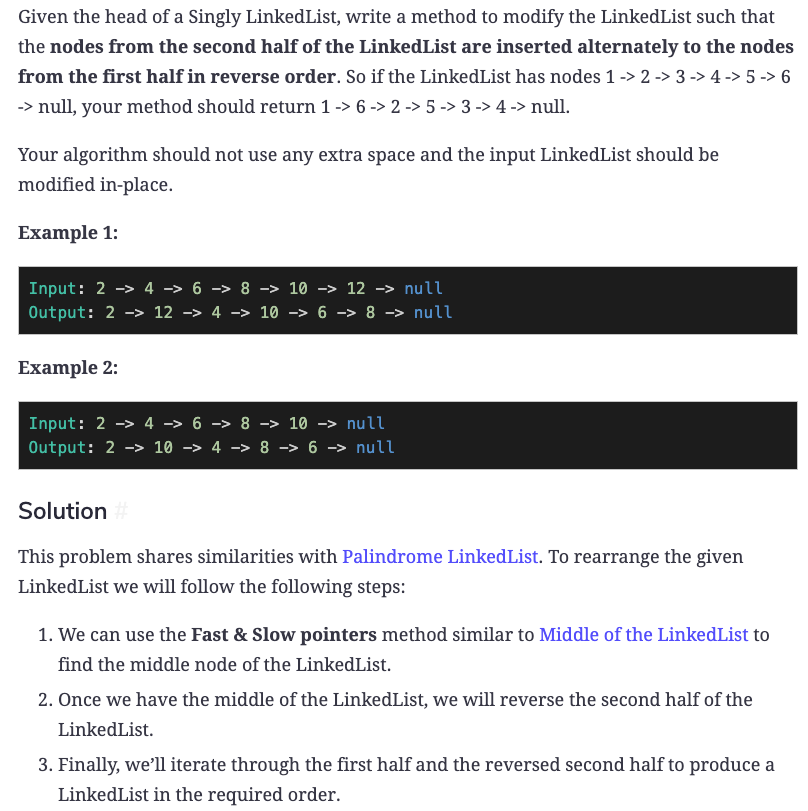 Given the head of a Singly LinkedList, write a method to modify the LinkedList such that
the nodes from the second half of the LinkedList are inserted alternately to the nodes
from the first half in reverse order. So if the LinkedList has nodes 1 -> 2 -> 3 -> 4 -> 5 -> 6
-> null, your method should return 1 -> 6 -> 2 -> 5 -> 3 -> 4 -> null.
Your algorithm should not use any extra space and the input LinkedList should be
modified in-place.
Example 1:
Input: 2 -> 4 -> 6 -> 8 -> 10 -> 12 -> null
Output: 2 -> 12 -> 4 -> 10 -> 6 -> 8 -> null
Example 2:
Input: 2 -> 4 -> 6 -> 8 -> 10 -> null
Output: 2 -> 10 -> 4 -> 8 -> 6 -> null
Solution #
This problem shares similarities with Palindrome LinkedList. To rearrange the given
LinkedList we will follow the following steps:
1. We can use the Fast & Slow pointers method similar to Middle of the LinkedList to
find the middle node of the LinkedList.
2. Once we have the middle of the LinkedList, we will reverse the second half of the
LinkedList.
3. Finally, we’ll iterate through the first half and the reversed second half to produce a
LinkedList in the required order.